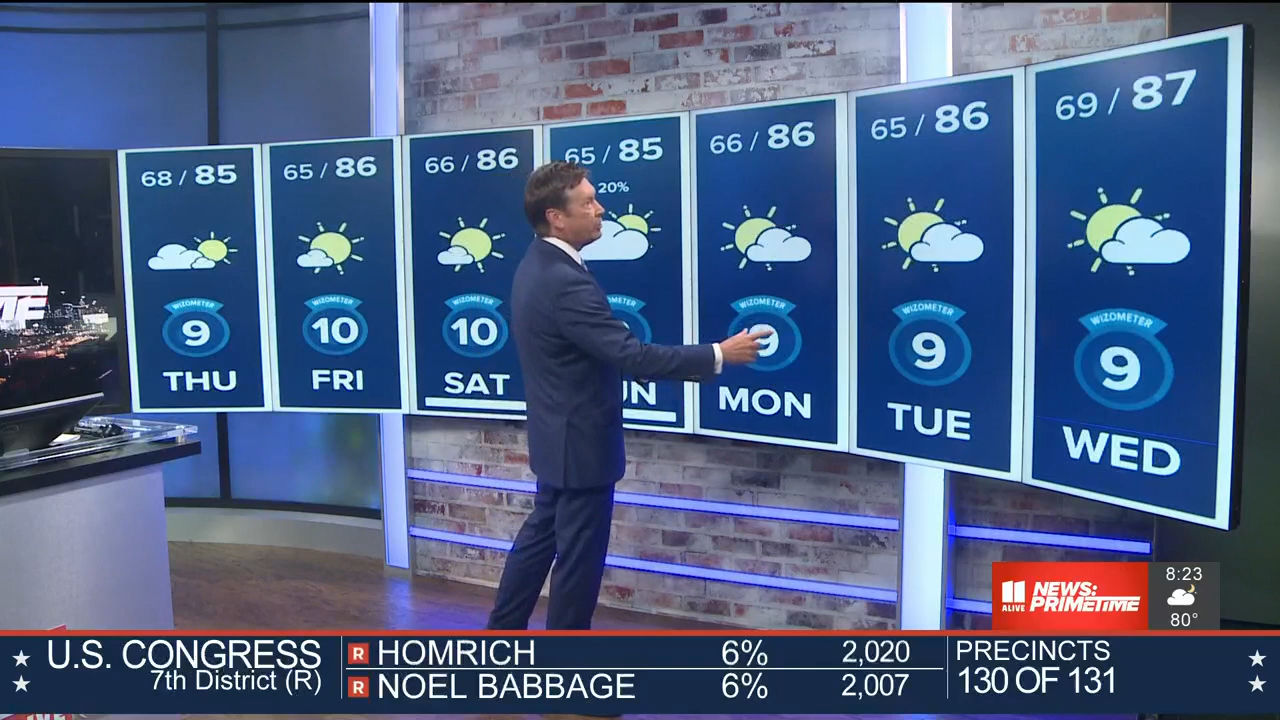 68 / 85
WIZOMETER
9
THU
65 / 86
WIZOMETER
10
FRI
66 / 86
WIZOMETER
10
SAT
65 / 85
20%
66 / 86
WIZOMETER
9
MON
65 / 86
WIZOMETER
9
TUE
69 / 87
WIZOMETER
9
WED
11 ALIVE NEWS: PRIMETIME
8:23
80°
U.S. CONGRESS
7th District (R)
R HOMRICH 6% 2,020
R NOEL BABBAGE 6% 2,007
PRECINCTS
130 OF 131